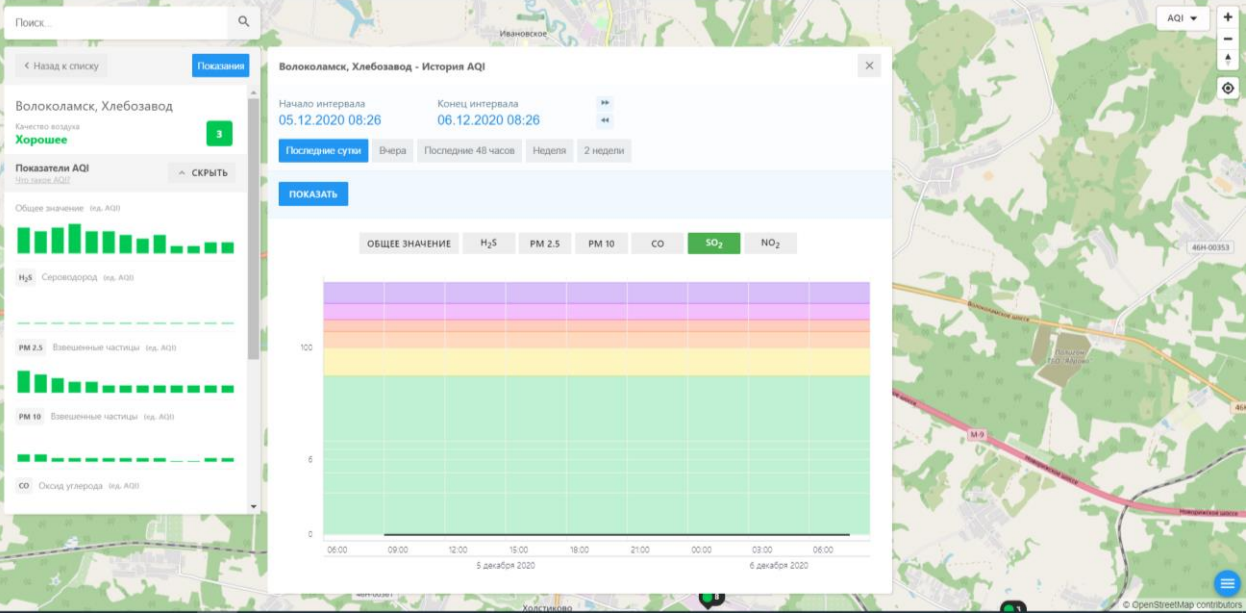 Поиск...
Ивановское
AQI
Назад к списку
Показания
Волоколамск, Хлебозавод
Качество воздуха
Хорошее
3
Показатели AQI
Что такое AQI?
СКРЫТЬ
Общее значение (ед. AQI)
H₂S Сероводород (ед. AQI)
PM 2.5 Взвешенные частицы (ед. AQI)
PM 10 Взвешенные частицы (ед. AQI)
CO Оксид углерода (ед. AQI)
Волоколамск, Хлебозавод - История AQI
Начало интервала
05.12.2020 08:26
Конец интервала
06.12.2020 08:26
Последние сутки
Вчера
Последние 48 часов
Неделя
2 недели
ПОКАЗАТЬ
ОБЩЕЕ ЗНАЧЕНИЕ
H₂S
PM 2.5
PM 10
CO
SO₂
NO₂
100
6
0
06:00 09:00 12:00 15:00 18:00 21:00 00:00 03:00 06:00
5 декабря 2020
6 декабря 2020
46Н-00353
Волоколамское шоссе
М-9
Новорижское шоссе
Новорижское шоссе
Холстиково
© OpenStreetMap contributors